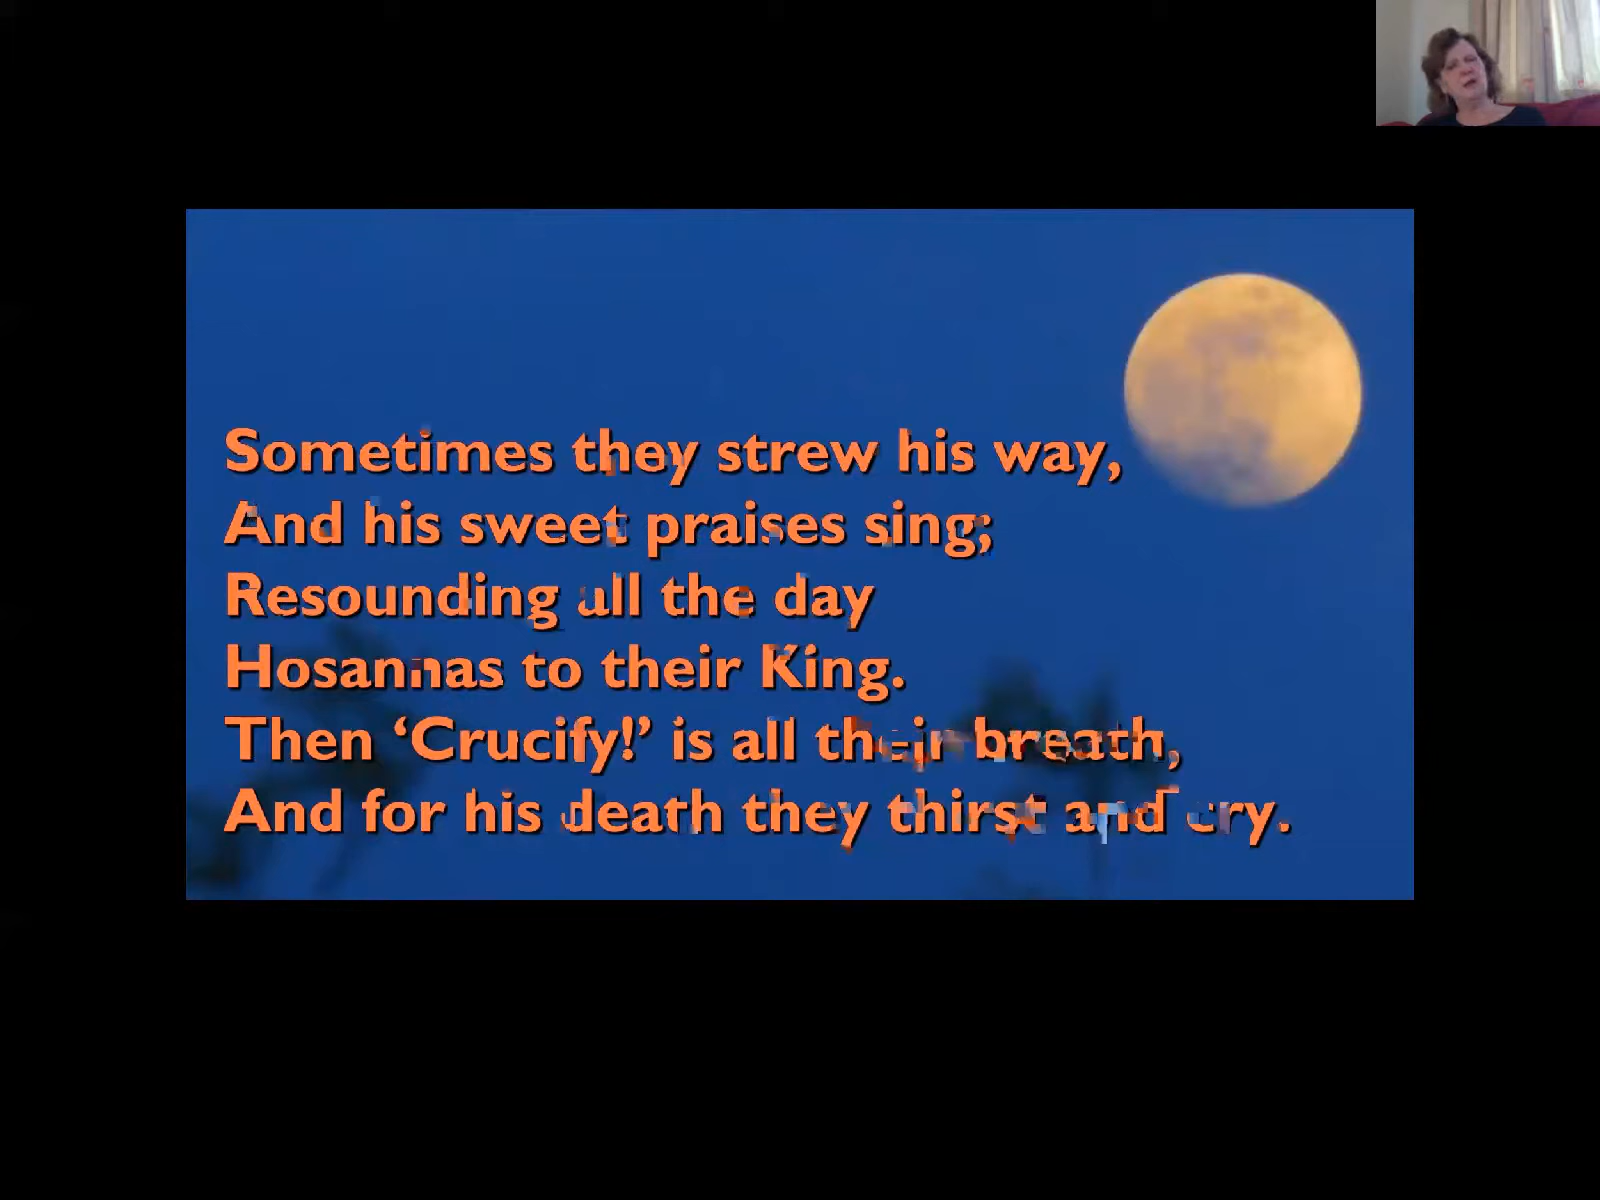 Sometimes they strew his way,
And his sweet praises sing;
Resounding all the day
Hosannas to their King.
Then ‘Crucify!’ is all their breath,
And for his death they thirst and cry.